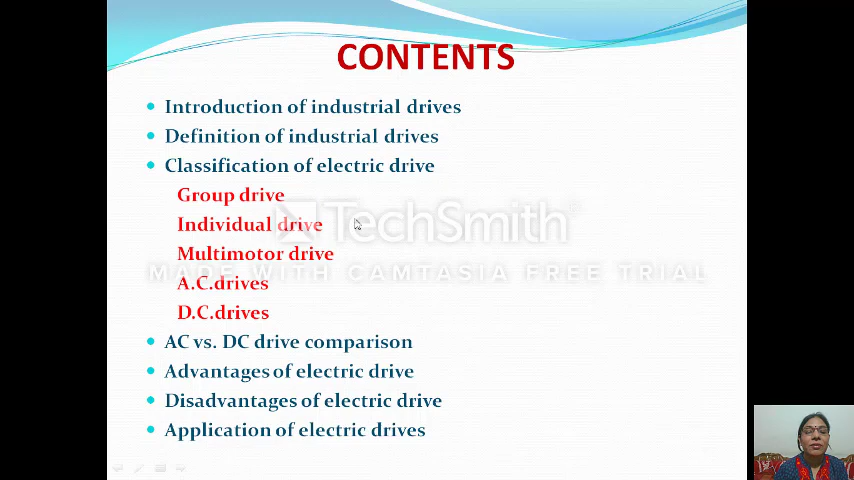 CONTENTS
Introduction of industrial drives
Definition of industrial drives
Classification of electric drive
Group drive
Individual drive
TechSmith
Multimotor drive
MADE WITH CAMTASIA FREE TRIAL
A.C.drives
D.C.drives
AC vs. DC drive comparison
Advantages of electric drive
Disadvantages of electric drive
Application of electric drives